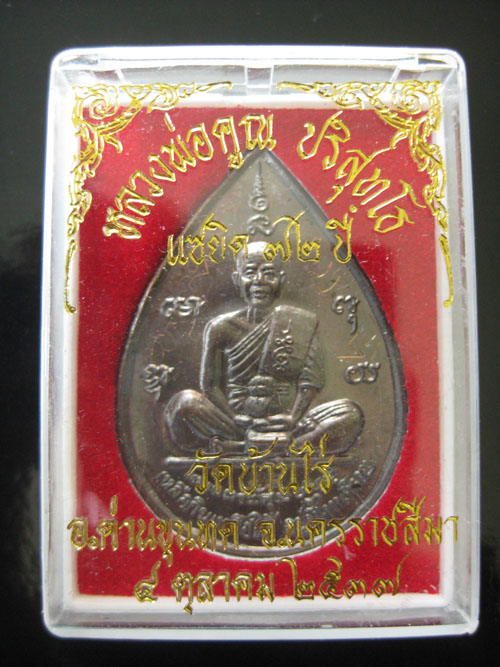 หลวงพ่อคูณ ปริสุทฺโธ
แซยิด ๗๒ ปี
วัดบ้านไร่
อ.ด่านขุนทด จ.นครราชสีมา
๔ ตุลาคม ๒๕๓๗